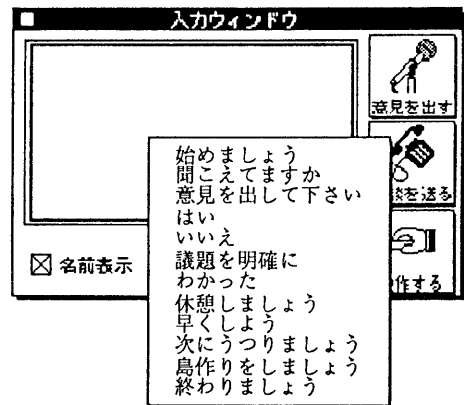 入力ウィンドウ
意見を出す
談を送る
作する
名前表示
始めましょう
聞こえてますか
意見を出して下さい
はい
いいえ
議題を明確に
わかった
休憩しましょう
早くしよう
次にうつりましょう
島作りをしましょう
終わりましょう